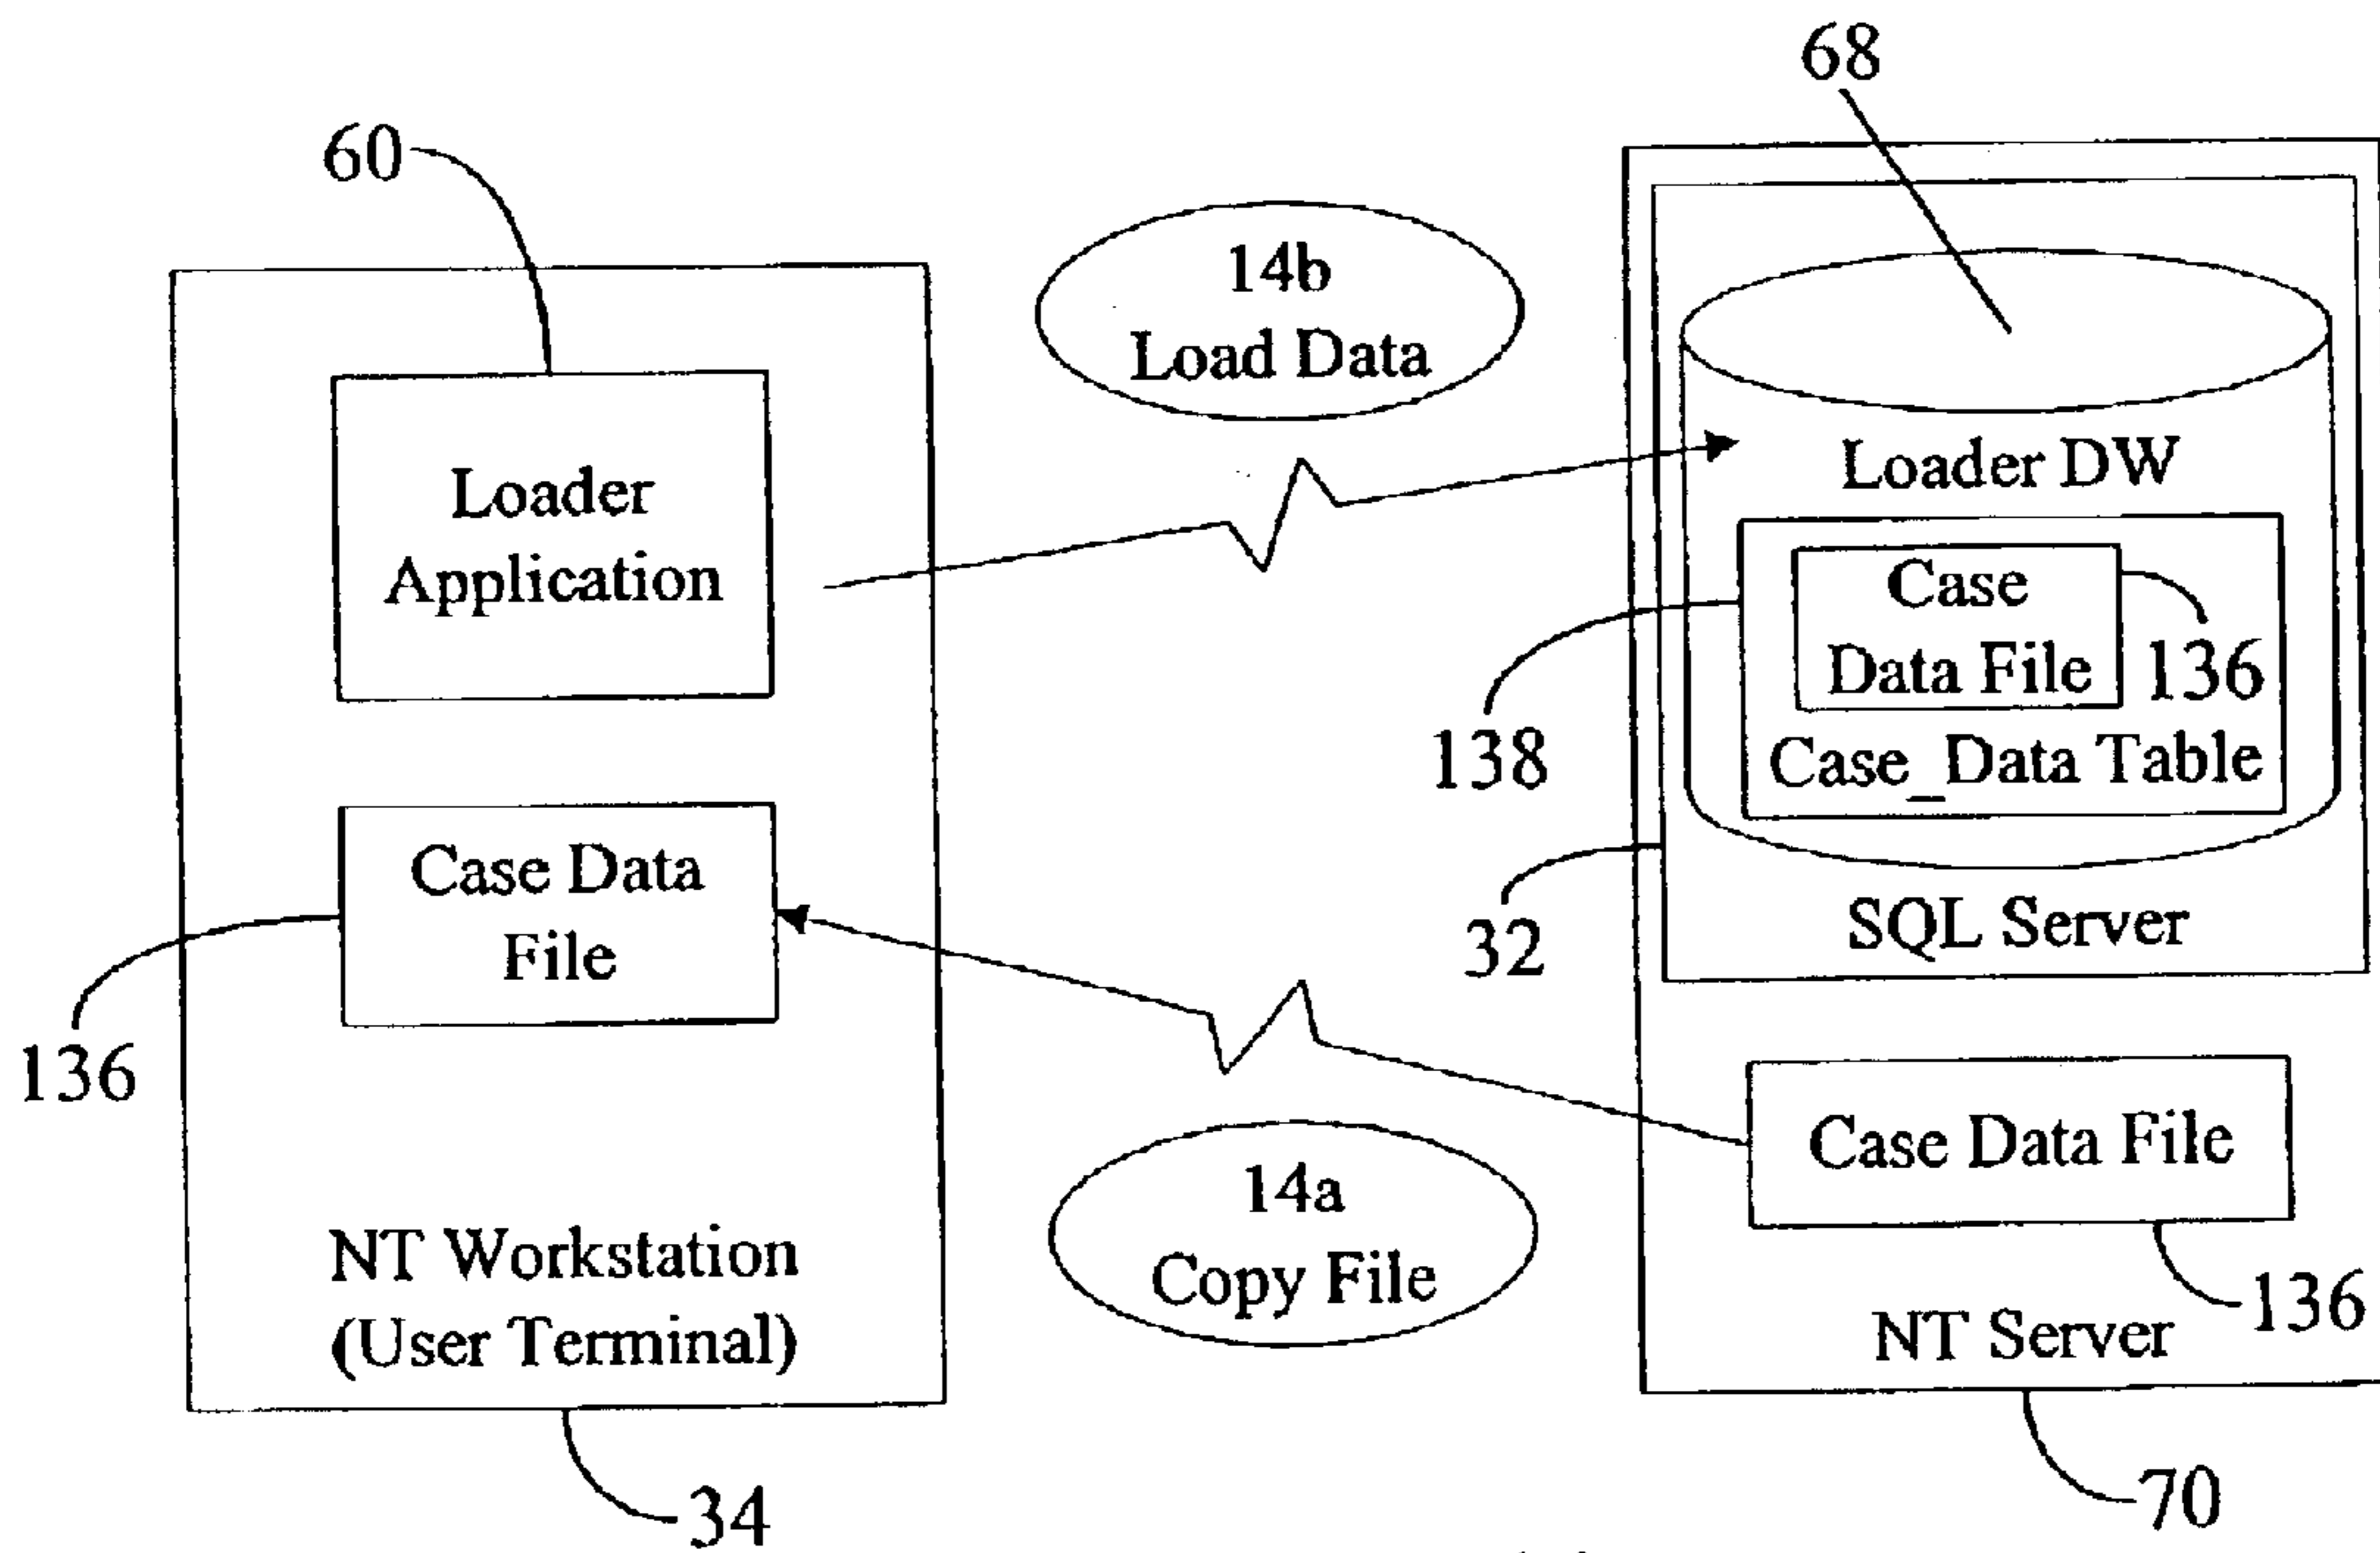 68
60
14b
Load Data
Loader DW
Loader
Application
Case
Data File
136
138
Case_Data Table
Case Data
File
32
SQL Server
136
14a
Copy File
Case Data File
NT Workstation
(User Terminal)
136
NT Server
34
70